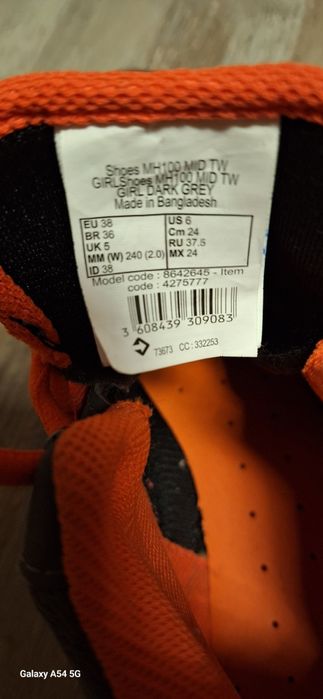 Shoes MH100 MID TW
GIRLShoes MH100 MID TW
GIRL DARK GREY
Made in Bangladesh
EU 38 US 6
BR 36 Cm 24
UK 5 RU 37.5
MM (W) 240 (2.0) MX 24
ID 38
Model code : 8642645 - Item
code : 4275777
3 608439 309083
73673 CC : 332253
Galaxy A54 5G